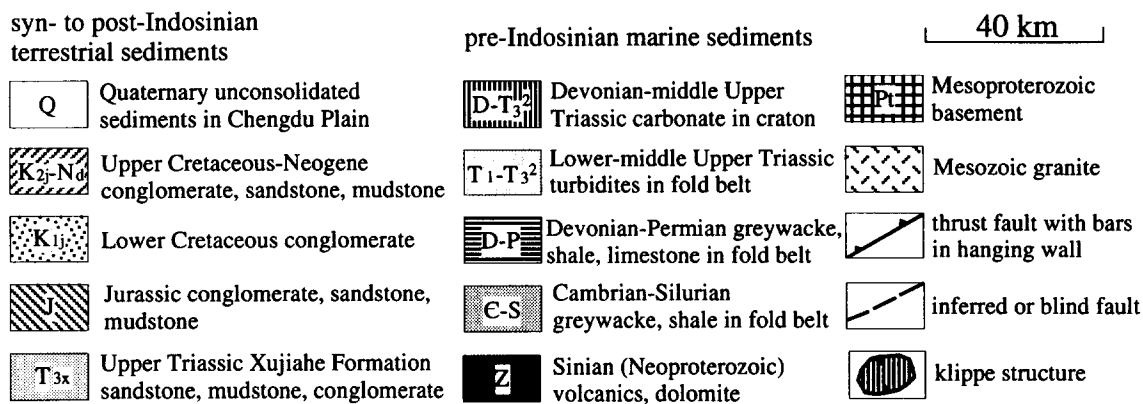 syn- to post-Indosinian
terrestrial sediments
Q
Quaternary unconsolidated
sediments in Chengdu Plain
K2j-Nd
Upper Cretaceous-Neogene
conglomerate, sandstone, mudstone
K1j
Lower Cretaceous conglomerate
J
Jurassic conglomerate, sandstone,
mudstone
T3x
Upper Triassic Xujiahe Formation
sandstone, mudstone, conglomerate
pre-Indosinian marine sediments
D-T3²
Devonian-middle Upper
Triassic carbonate in craton
T1-T3²
Lower-middle Upper Triassic
turbidites in fold belt
D-P
Devonian-Permian greywacke,
shale, limestone in fold belt
Є-S
Cambrian-Silurian
greywacke, shale in fold belt
Z
Sinian (Neoproterozoic)
volcanics, dolomite
40 km
Pt
Mesoproterozoic
basement
Mesozoic granite
thrust fault with bars
in hanging wall
inferred or blind fault
klippe structure